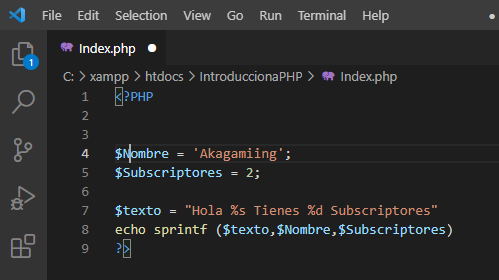 File Edit Selection View Go Run Terminal Help
Index.php
C: > xampp > htdocs > IntroduccionaPHP > Index.php
1 <?PHP
2
3
4 $Nombre = 'Akagamiing';
5 $Subscriptores = 2;
6
7 $texto = "Hola %s Tienes %d Subscriptores"
8 echo sprintf ($texto,$Nombre,$Subscriptores)
9 ?>
1